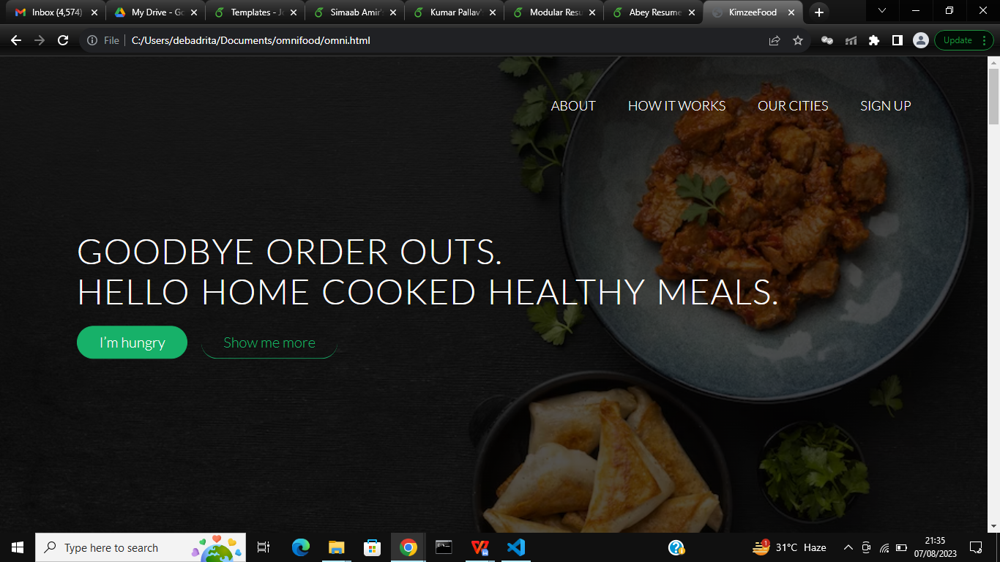 Inbox (4,574)
My Drive - Go
Templates - Jo
Simaab Amir's
Kumar Pallav'
Modular Resu
Abey Resume
KimzeeFood
File
C:/Users/debadrita/Documents/omnifood/omni.html
Update
ABOUT
HOW IT WORKS
OUR CITIES
SIGN UP
GOODBYE ORDER OUTS.
HELLO HOME COOKED HEALTHY MEALS.
I’m hungry
Show me more
Type here to search
1
31°C Haze
21:35
07/08/2023